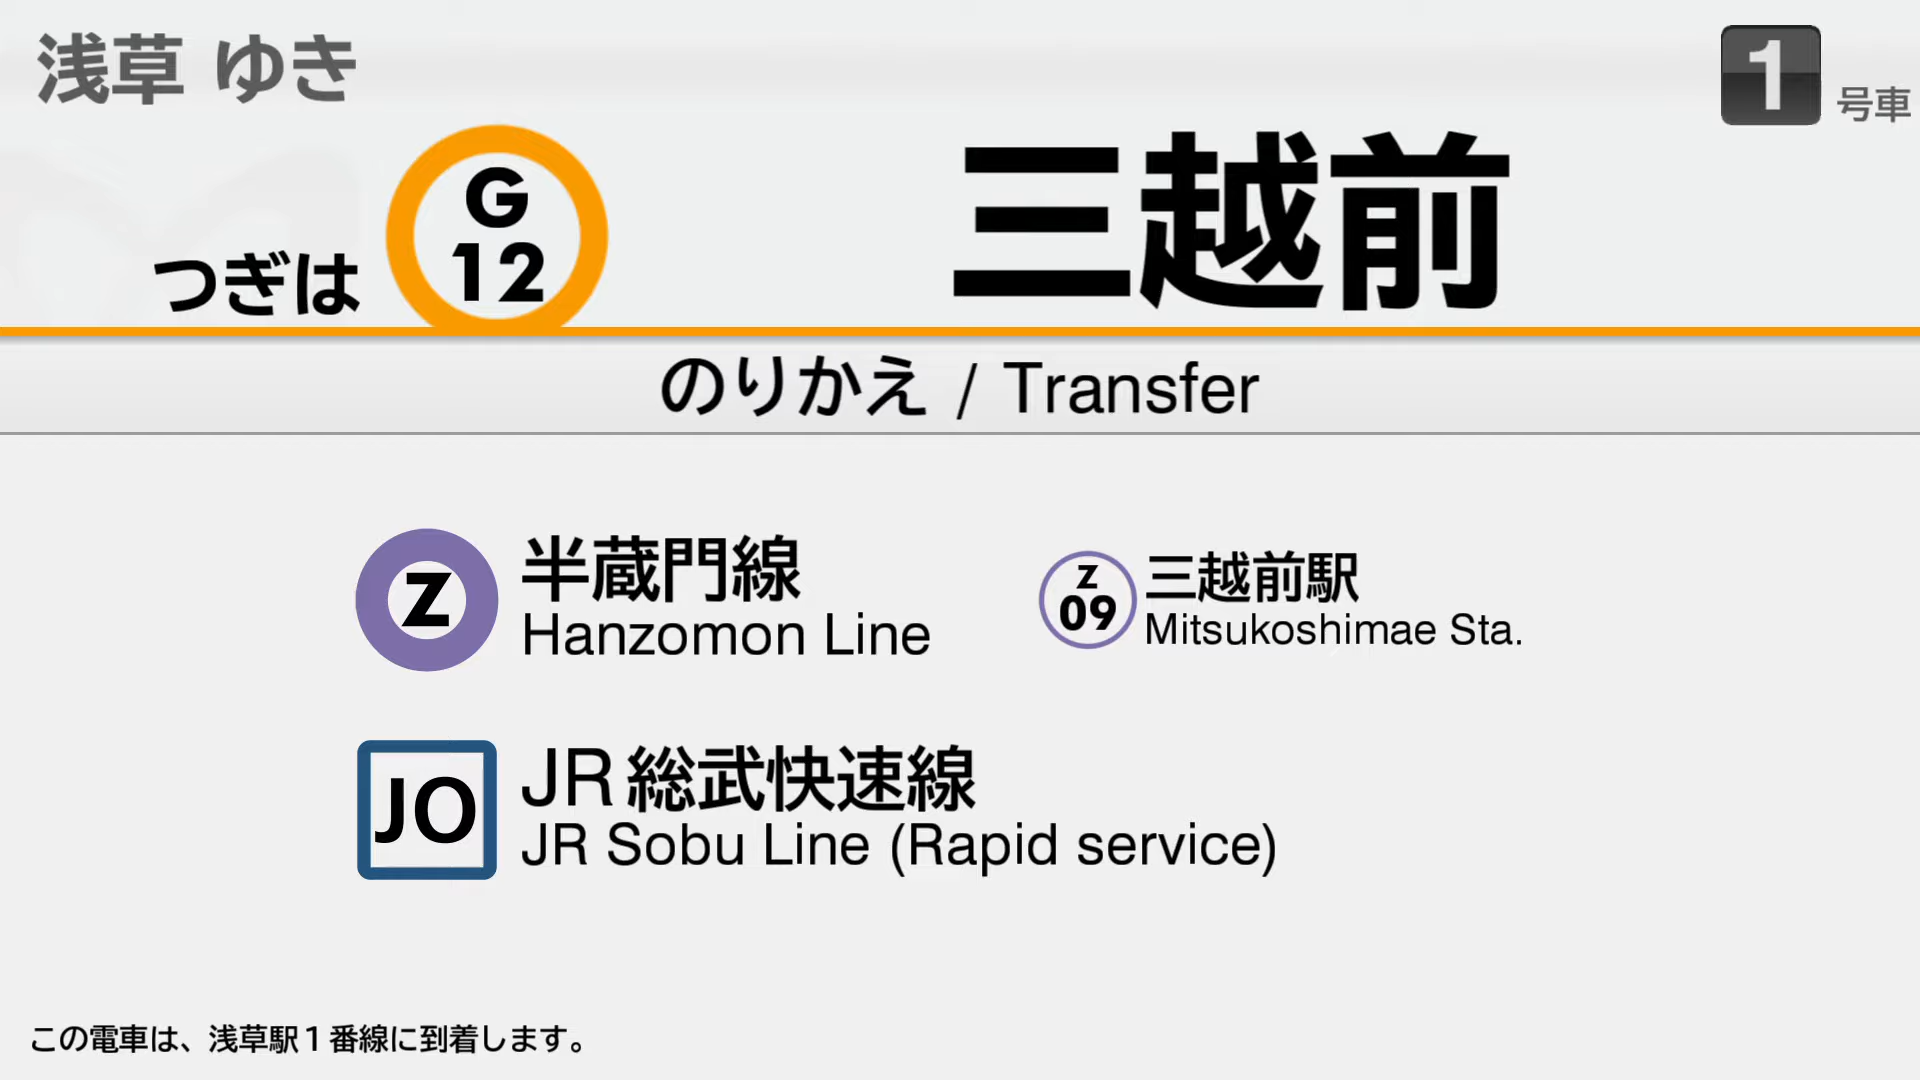 浅草 ゆき
1 号車
つぎは
G
12
三越前
のりかえ / Transfer
Z
半蔵門線
Hanzomon Line
Z
09
三越前駅
Mitsukoshimae Sta.
JO
JR総武快速線
JR Sobu Line (Rapid service)
この電車は、浅草駅1番線に到着します。